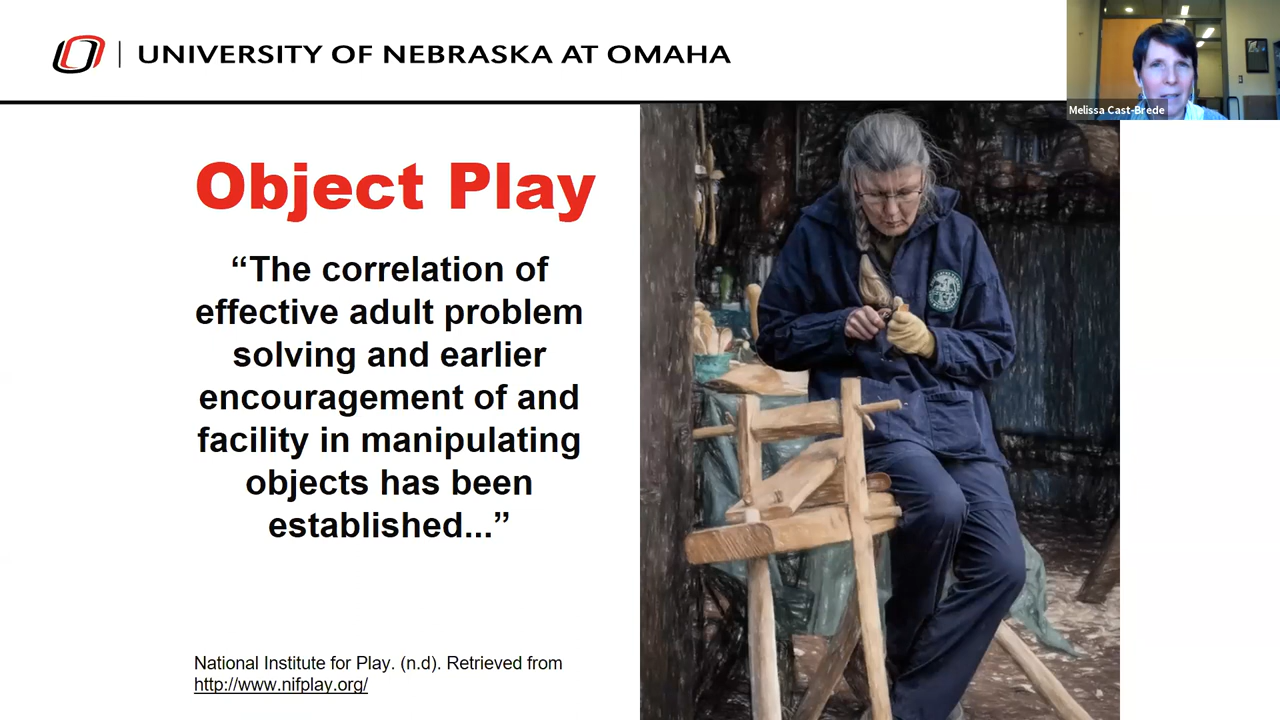 UNIVERSITY OF NEBRASKA AT OMAHA
Melissa Cast-Brede
Object Play
“The correlation of
effective adult problem
solving and earlier
encouragement of and
facility in manipulating
objects has been
established...”
National Institute for Play. (n.d). Retrieved from
http://www.nifplay.org/